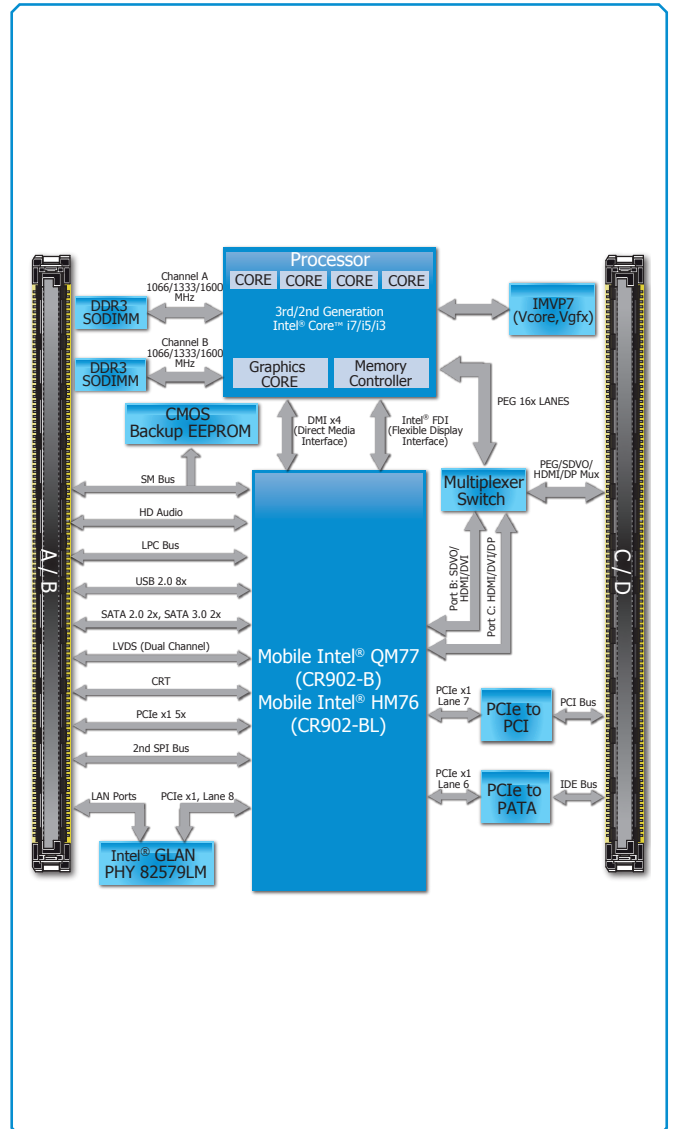 Processor
CORE CORE CORE CORE
3rd/2nd Generation
Intel® Core™ i7/i5/i3
Graphics
CORE
Memory
Controller
Channel A
1066/1333/1600
MHz
DDR3
SODIMM
Channel B
1066/1333/1600
MHz
DDR3
SODIMM
IMVP7
(Vcore,Vgfx)
PEG 16x LANES
CMOS
Backup EEPROM
DMI x4
(Direct Media
Interface)
Intel® FDI
(Flexible Display
Interface)
Multiplexer
Switch
PEG/SDVO/
HDMI/DP Mux
Port B: SDVO/
HDMI/DVI
Port C: HDMI/DVI/DP
A / B
C / D
SM Bus
HD Audio
LPC Bus
USB 2.0 8x
SATA 2.0 2x, SATA 3.0 2x
LVDS (Dual Channel)
CRT
PCIe x1 5x
2nd SPI Bus
LAN Ports
PCIe x1, Lane 8
Intel® GLAN
PHY 82579LM
Mobile Intel® QM77
(CR902-B)
Mobile Intel® HM76
(CR902-BL)
PCIe x1
Lane 7
PCIe to
PCI
PCI Bus
PCIe x1
Lane 6
PCIe to
PATA
IDE Bus